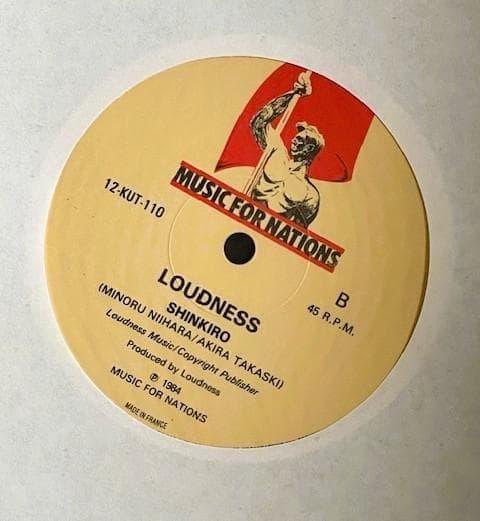 MUSIC FOR NATIONS
12-KUT-110
B
45 R.P.M.
LOUDNESS
SHINKIRO
(MINORU NIIHARA/AKIRA TAKASKI)
Loudness Music/Copyright Publisher
Produced by Loudness
℗ 1984
MUSIC FOR NATIONS
MADE IN FRANCE